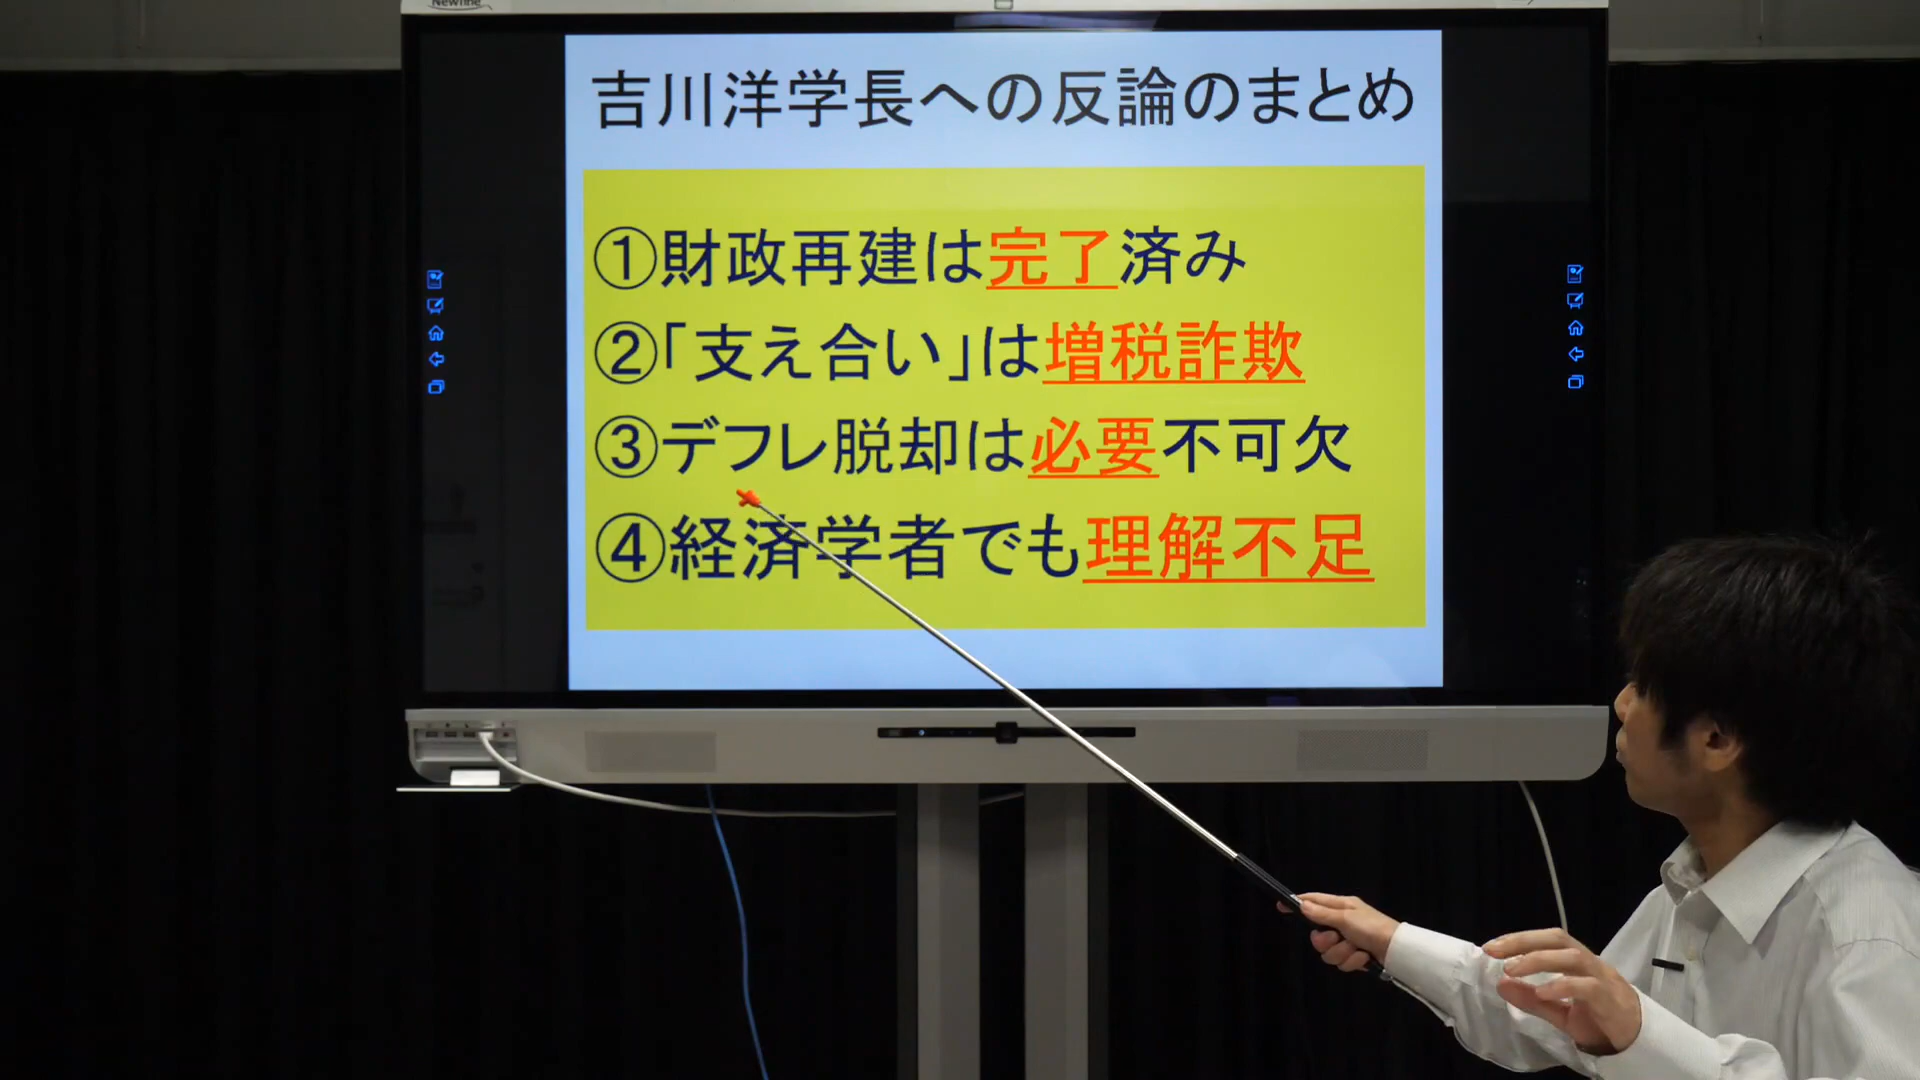 Newline
吉川洋学長への反論のまとめ
①財政再建は完了済み
②「支え合い」は増税詐欺
③デフレ脱却は必要不可欠
④経済学者でも理解不足